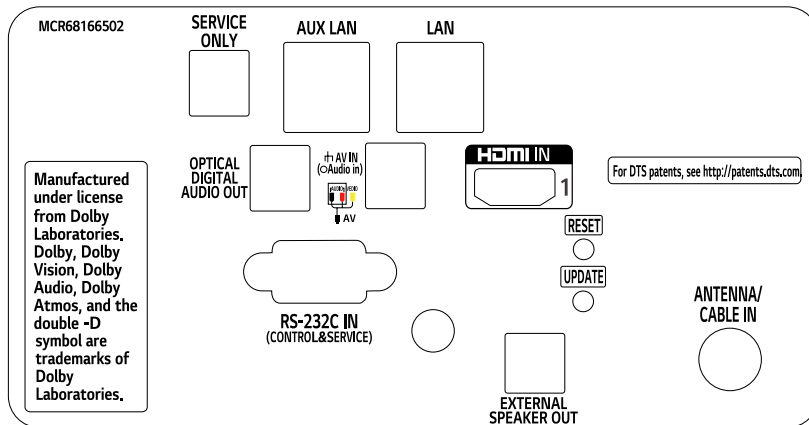 MCR68166502
SERVICE
ONLY
AUX LAN
LAN
OPTICAL
DIGITAL
AUDIO OUT
AV IN
(Audio in)
AUDIO
VIDEO
AV
HDMI IN
1
For DTS patents, see http://patents.dts.com.
Manufactured
under license
from Dolby
Laboratories.
Dolby, Dolby
Vision, Dolby
Audio, Dolby
Atmos, and the
double -D
symbol are
trademarks of
Dolby
Laboratories.
RESET
UPDATE
RS-232C IN
(CONTROL&SERVICE)
EXTERNAL
SPEAKER OUT
ANTENNA/
CABLE IN